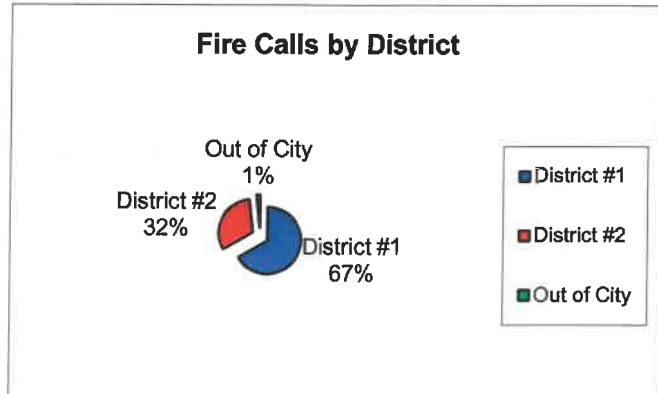 Fire Calls by District
Out of City
1%
District #2
32%
District #1
67%
District #1
District #2
Out of City